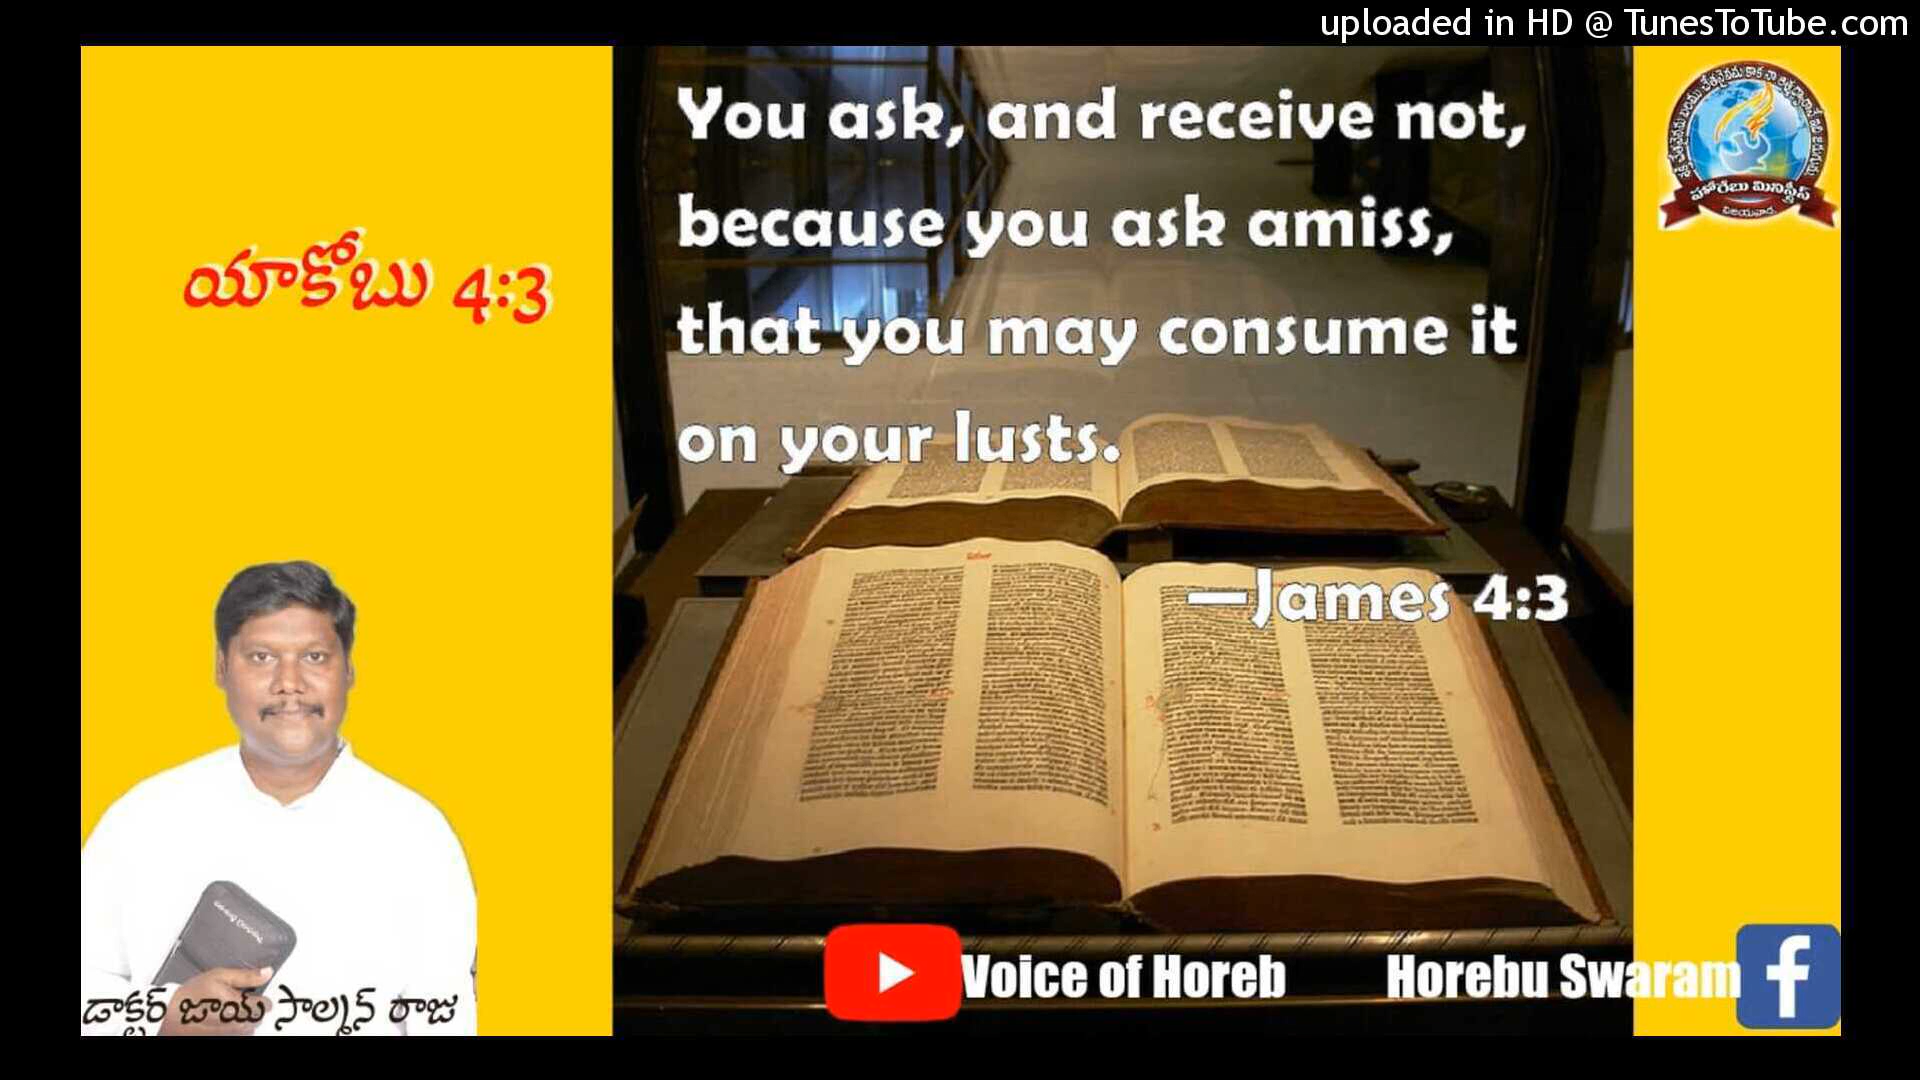 uploaded in HD @ TunesToTube.com
యాకోబు 4:3
You ask, and receive not,
because you ask amiss,
that you may consume it
on your lusts.
—James 4:3
హోరేబు మినిస్ట్రీస్
విజయవాడ
Voice of Horeb
Horebu Swaram
డాక్టర్ జాయ్ సాల్మన్ రాజు